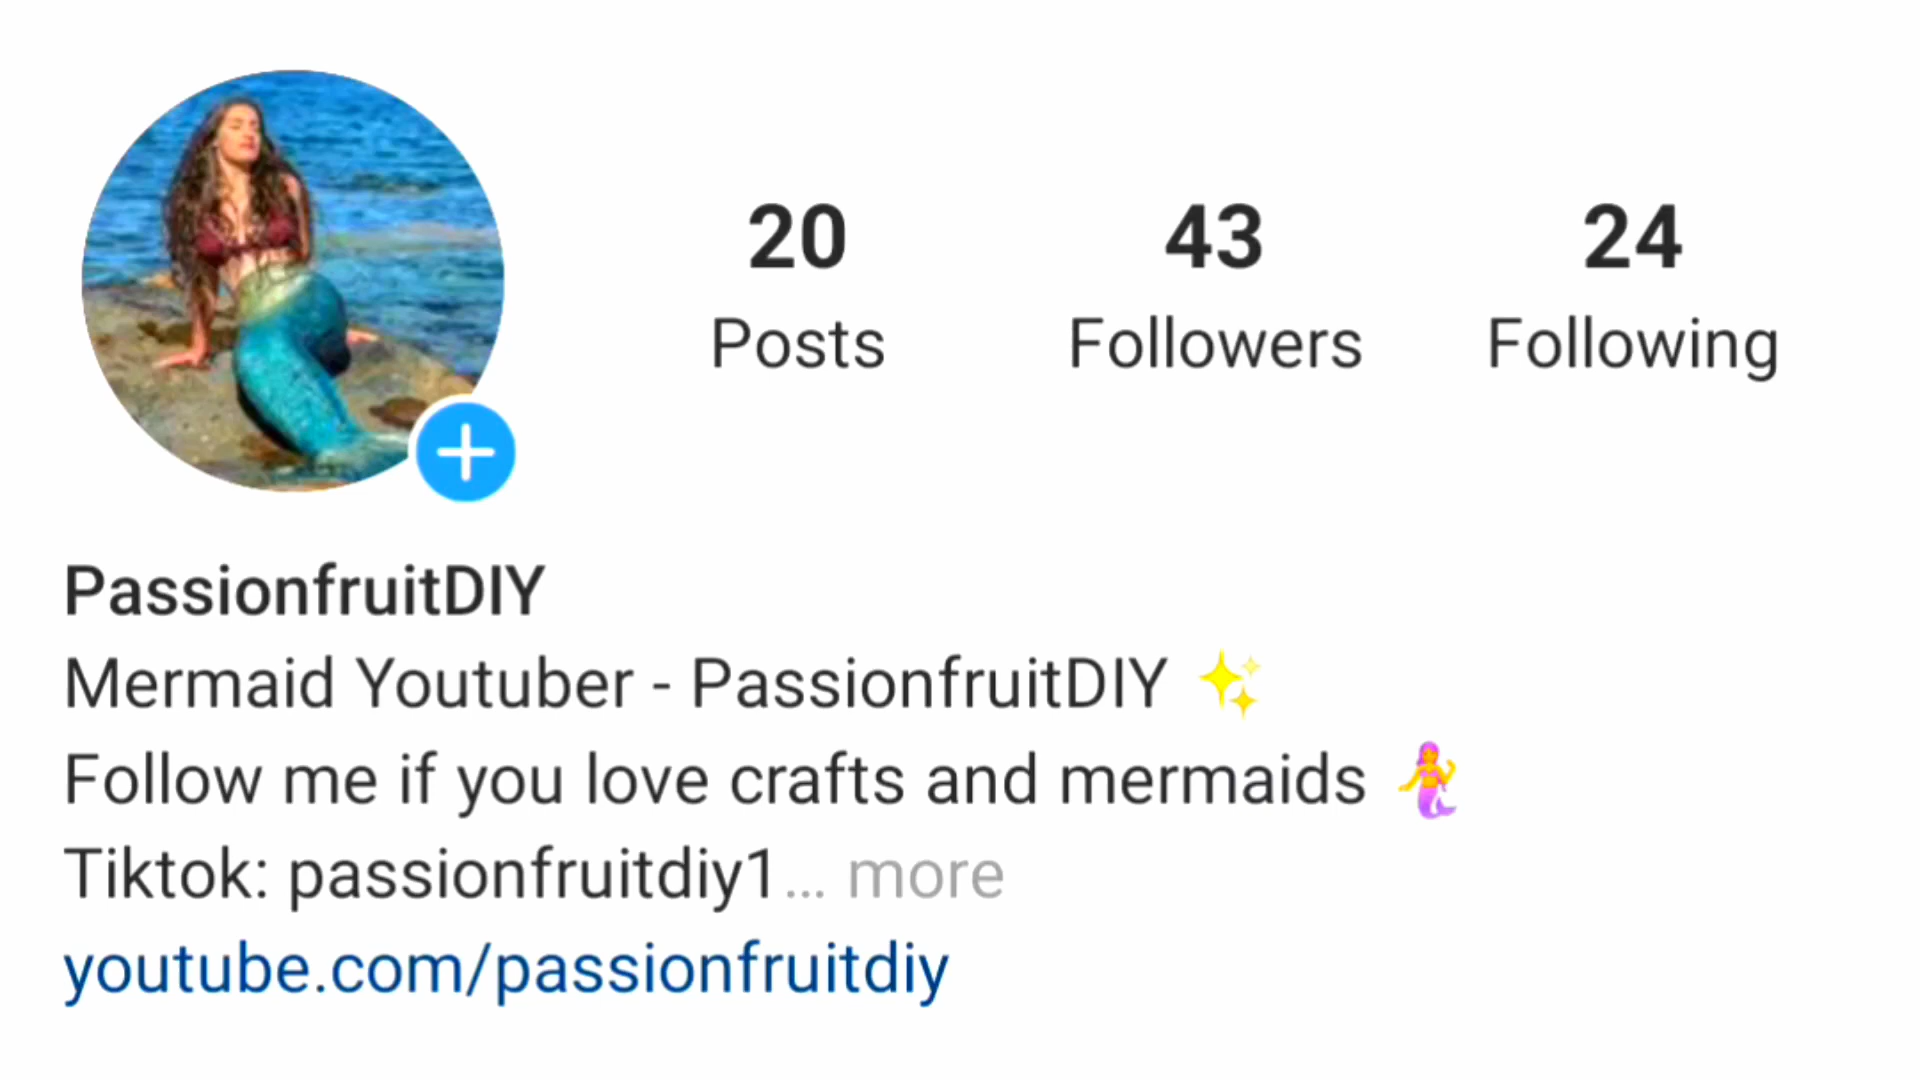 20 43 24
Posts Followers Following
PassionfruitDIY
Mermaid Youtuber - PassionfruitDIY ✨
Follow me if you love crafts and mermaids 🧜‍♀️
Tiktok: passionfruitdiy1... more
youtube.com/passionfruitdiy